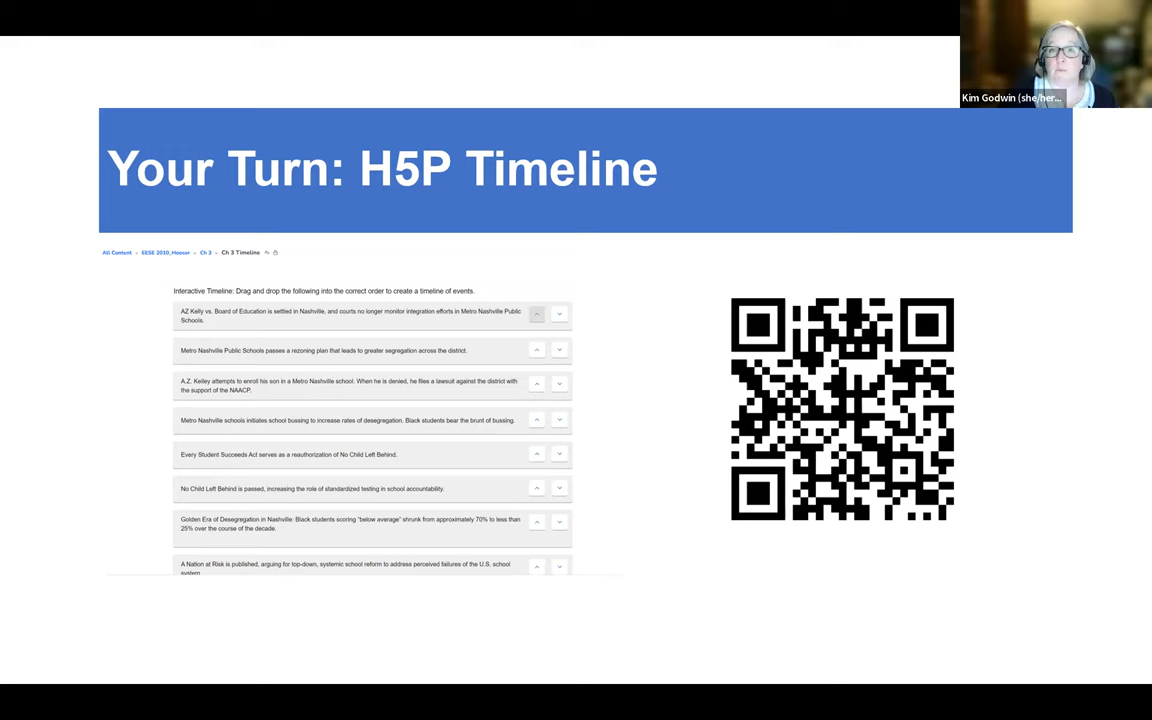 Kim Godwin (she/her...
Your Turn: H5P Timeline
All Content » EESE 2010_Hooser » Ch 3 » Ch 3 Timeline
Interactive Timeline: Drag and drop the following into the correct order to create a timeline of events.
AZ Kelly vs. Board of Education is settled in Nashville, and courts no longer monitor integration efforts in Metro Nashville Public
Schools.
Metro Nashville Public Schools passes a rezoning plan that leads to greater segregation across the district.
A.Z. Kelley attempts to enroll his son in a Metro Nashville school. When he is denied, he files a lawsuit against the district with
the support of the NAACP.
Metro Nashville schools initiates school bussing to increase rates of desegregation. Black students bear the brunt of bussing.
Every Student Succeeds Act serves as a reauthorization of No Child Left Behind.
No Child Left Behind is passed, increasing the role of standardized testing in school accountability.
Golden Era of Desegregation in Nashville: Black students scoring "below average" shrunk from approximately 70% to less than
25% over the course of the decade.
A Nation at Risk is published, arguing for top-down, systemic school reform to address perceived failures of the U.S. school
system.